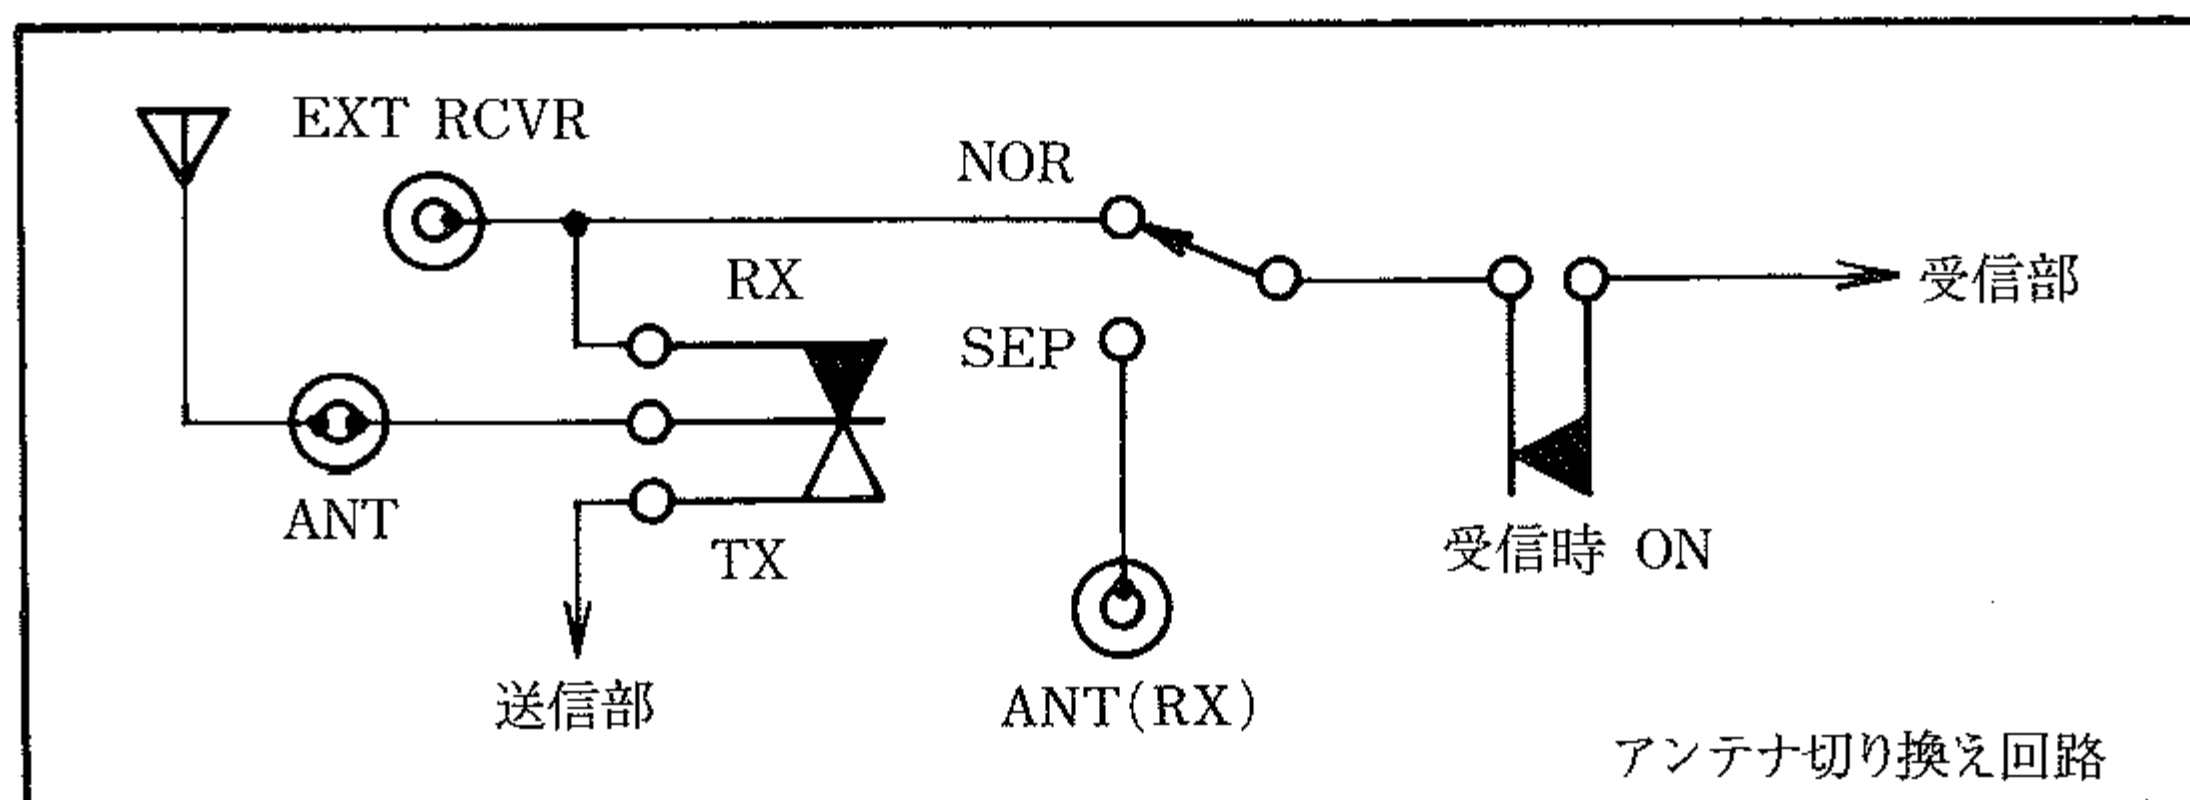 EXT RCVR
NOR
RX
受信部
SEP
ANT
受信時 ON
TX
送信部
ANT(RX)
アンテナ切り換え回路